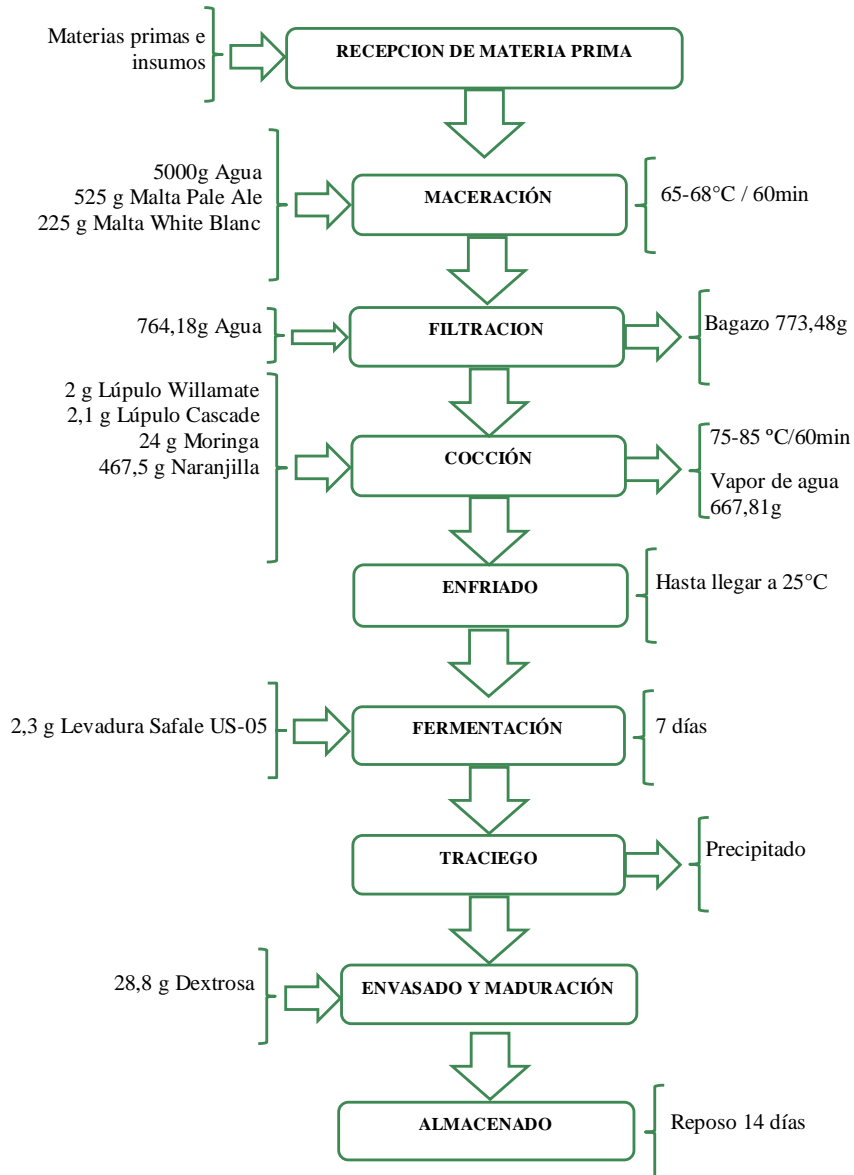 Materias primas e
insumos
RECEPCION DE MATERIA PRIMA
5000g Agua
525 g Malta Pale Ale
225 g Malta White Blanc
MACERACIÓN
65-68°C / 60min
764,18g Agua
FILTRACION
Bagazo 773,48g
2 g Lúpulo Willamate
2,1 g Lúpulo Cascade
24 g Moringa
467,5 g Naranjilla
COCCIÓN
75-85 ºC/60min
Vapor de agua
667,81g
ENFRIADO
Hasta llegar a 25°C
2,3 g Levadura Safale US-05
FERMENTACIÓN
7 días
TRACIEGO
Precipitado
28,8 g Dextrosa
ENVASADO Y MADURACIÓN
ALMACENADO
Reposo 14 días